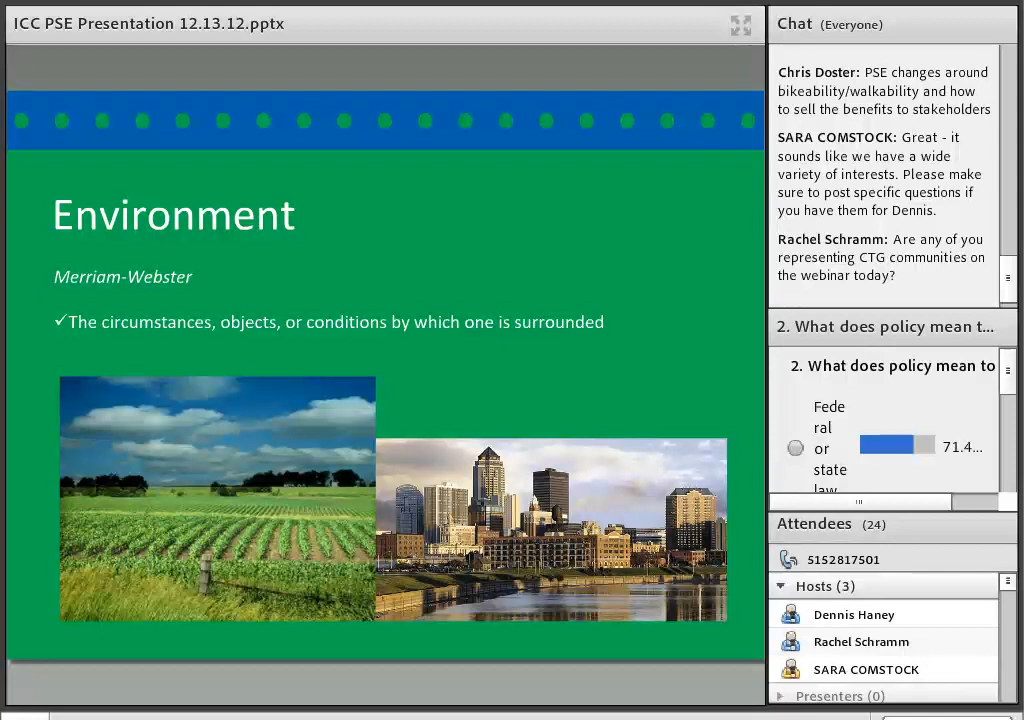 ICC PSE Presentation 12.13.12.pptx
Environment
Merriam-Webster
✓The circumstances, objects, or conditions by which one is surrounded
Chat (Everyone)
Chris Doster: PSE changes around
bikeability/walkability and how
to sell the benefits to stakeholders
SARA COMSTOCK: Great - it
sounds like we have a wide
variety of interests. Please make
sure to post specific questions if
you have them for Dennis.
Rachel Schramm: Are any of you
representing CTG communities on
the webinar today?
2. What does policy mean t...
2. What does policy mean to
Fede
ral
or
state
law
71.4...
Attendees (24)
5152817501
Hosts (3)
Dennis Haney
Rachel Schramm
SARA COMSTOCK
Presenters (0)